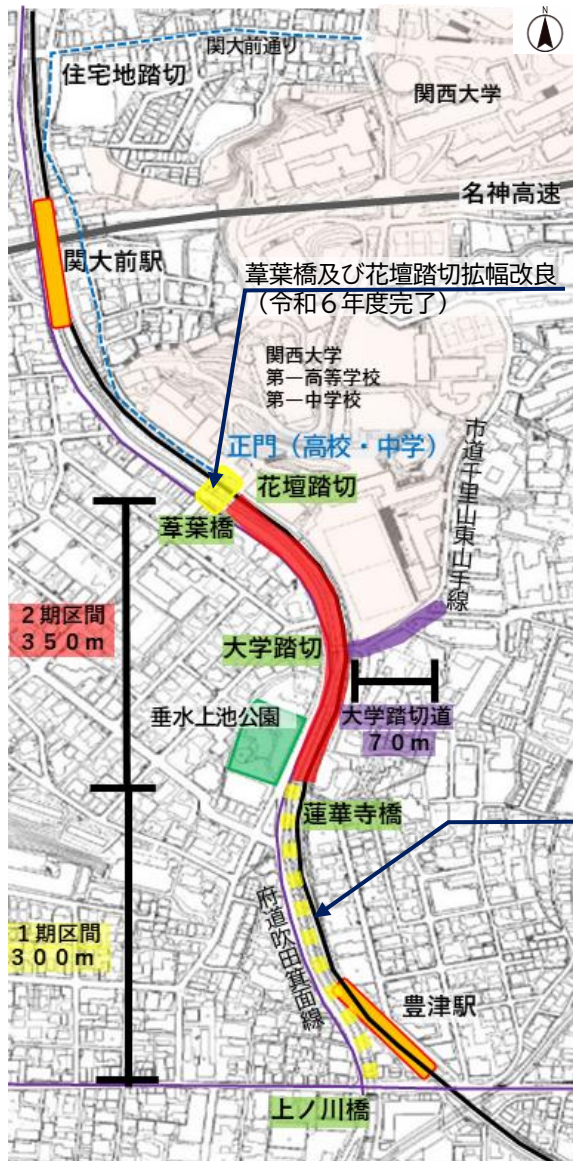 N
関大前通り
住宅地踏切
関西大学
名神高速
関大前駅
葦葉橋及び花壇踏切拡幅改良
(令和６年度完了)
関西大学
第一高等学校
第一中学校
市道千里山東山手線
正門（高校・中学）
花壇踏切
葦葉橋
２期区間
３５０ｍ
大学踏切
垂水上池公園
大学踏切道
７０ｍ
蓮華寺橋
府道吹田箕面線
１期区間
３００ｍ
豊津駅
上ノ川橋